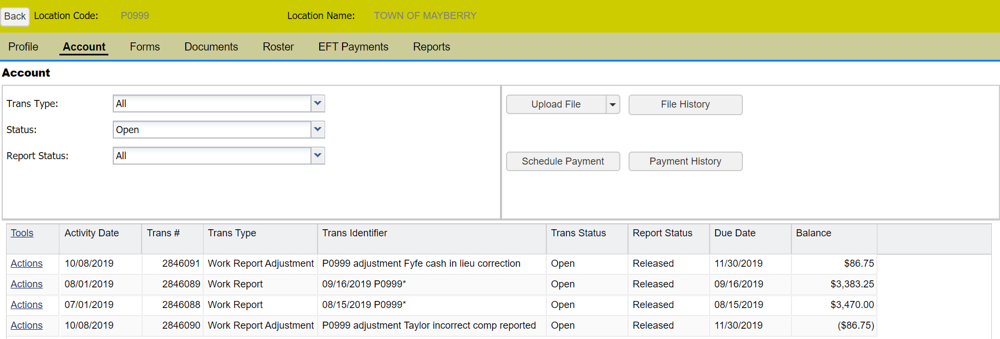 Back Location Code: P0999 Location Name: TOWN OF MAYBERRY
Profile Account Forms Documents Roster EFT Payments Reports
Account
Trans Type: All
Status: Open
Report Status: All
Upload File File History
Schedule Payment Payment History
Tools Activity Date Trans # Trans Type Trans Identifier Trans Status Report Status Due Date Balance
Actions 10/08/2019 2846091 Work Report Adjustment P0999 adjustment Fyfe cash in lieu correction Open Released 11/30/2019 $86.75
Actions 08/01/2019 2846089 Work Report 09/16/2019 P0999* Open Released 09/16/2019 $3,383.25
Actions 07/01/2019 2846088 Work Report 08/15/2019 P0999* Open Released 08/15/2019 $3,470.00
Actions 10/08/2019 2846090 Work Report Adjustment P0999 adjustment Taylor incorrect comp reported Open Released 11/30/2019 ($86.75)